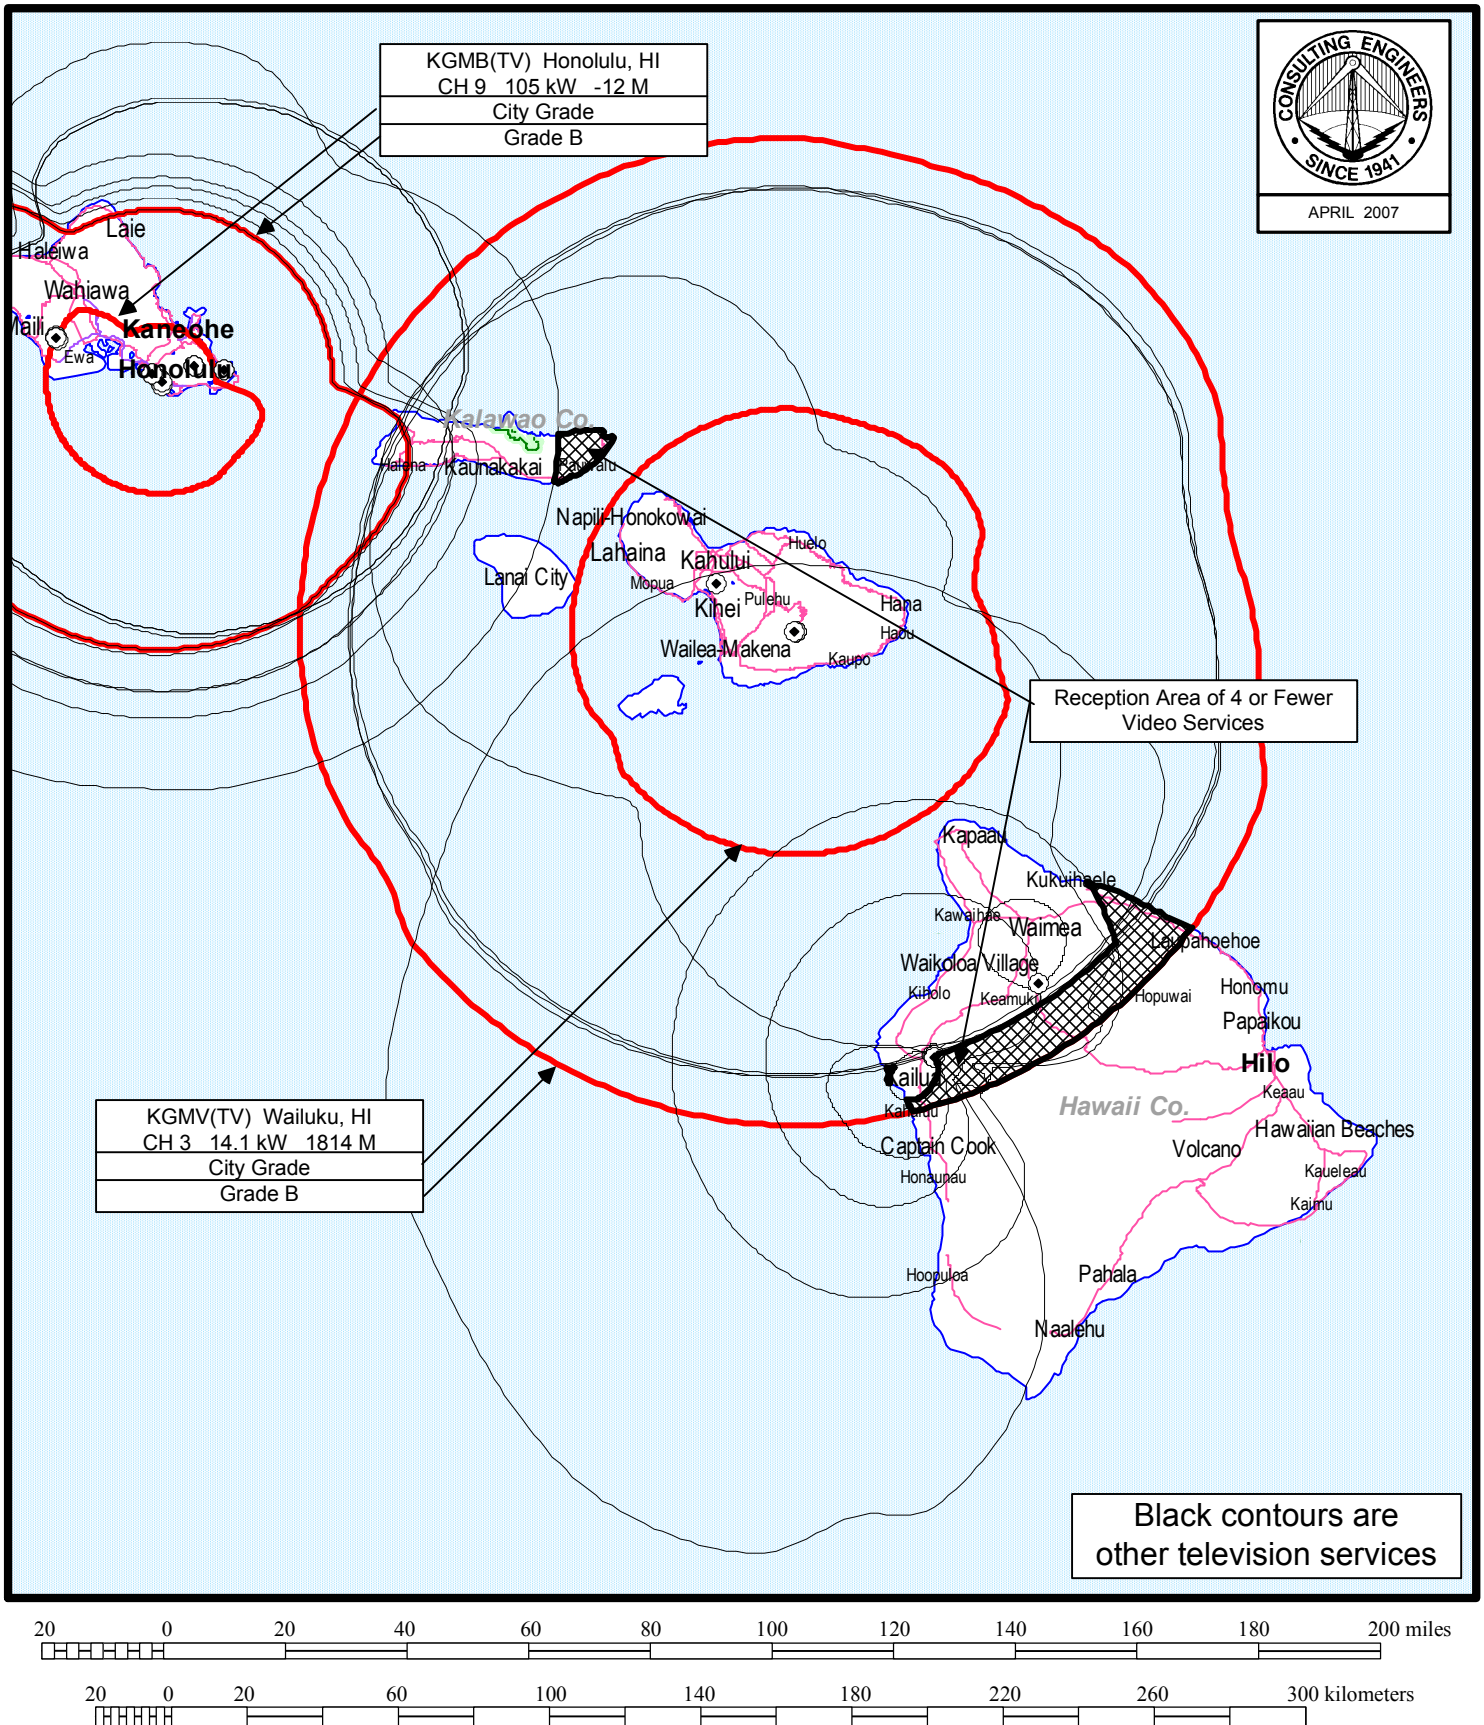 KGMB(TV) Honolulu, HI
CH 9 105 kW -12 M
City Grade
Grade B
CONSULTING ENGINEERS
• SINCE 1941 •
APRIL 2007
Laie
Haleiwa
Wahiawa
Maili
Kaneohe
Ewa
Honolulu
Kalawao Co.
Halena
Kaunakakai
Pauwalu
Napili-Honokowai
Lahaina
Kahului
Huelo
Lanai City
Mopua
Kihei
Pulehu
Hana
Haou
Wailea-Makena
Kaupo
Reception Area of 4 or Fewer
Video Services
Kapaau
Kukuihaele
Kawaihae
Waimea
Laupahoehoe
Waikoloa Village
Kiholo
Keamuku
Hopuwai
Honomu
Papaikou
Hilo
Kailua
Keaau
Kahaluu
Hawaii Co.
Hawaiian Beaches
Captain Cook
Volcano
Honaunau
Kaueleau
Kaimu
Hoopuloa
Pahala
Naalehu
KGMV(TV) Wailuku, HI
CH 3 14.1 kW 1814 M
City Grade
Grade B
Black contours are
other television services
20 0 20 40 60 80 100 120 140 160 180 200 miles
20 0 20 60 100 140 180 220 260 300 kilometers